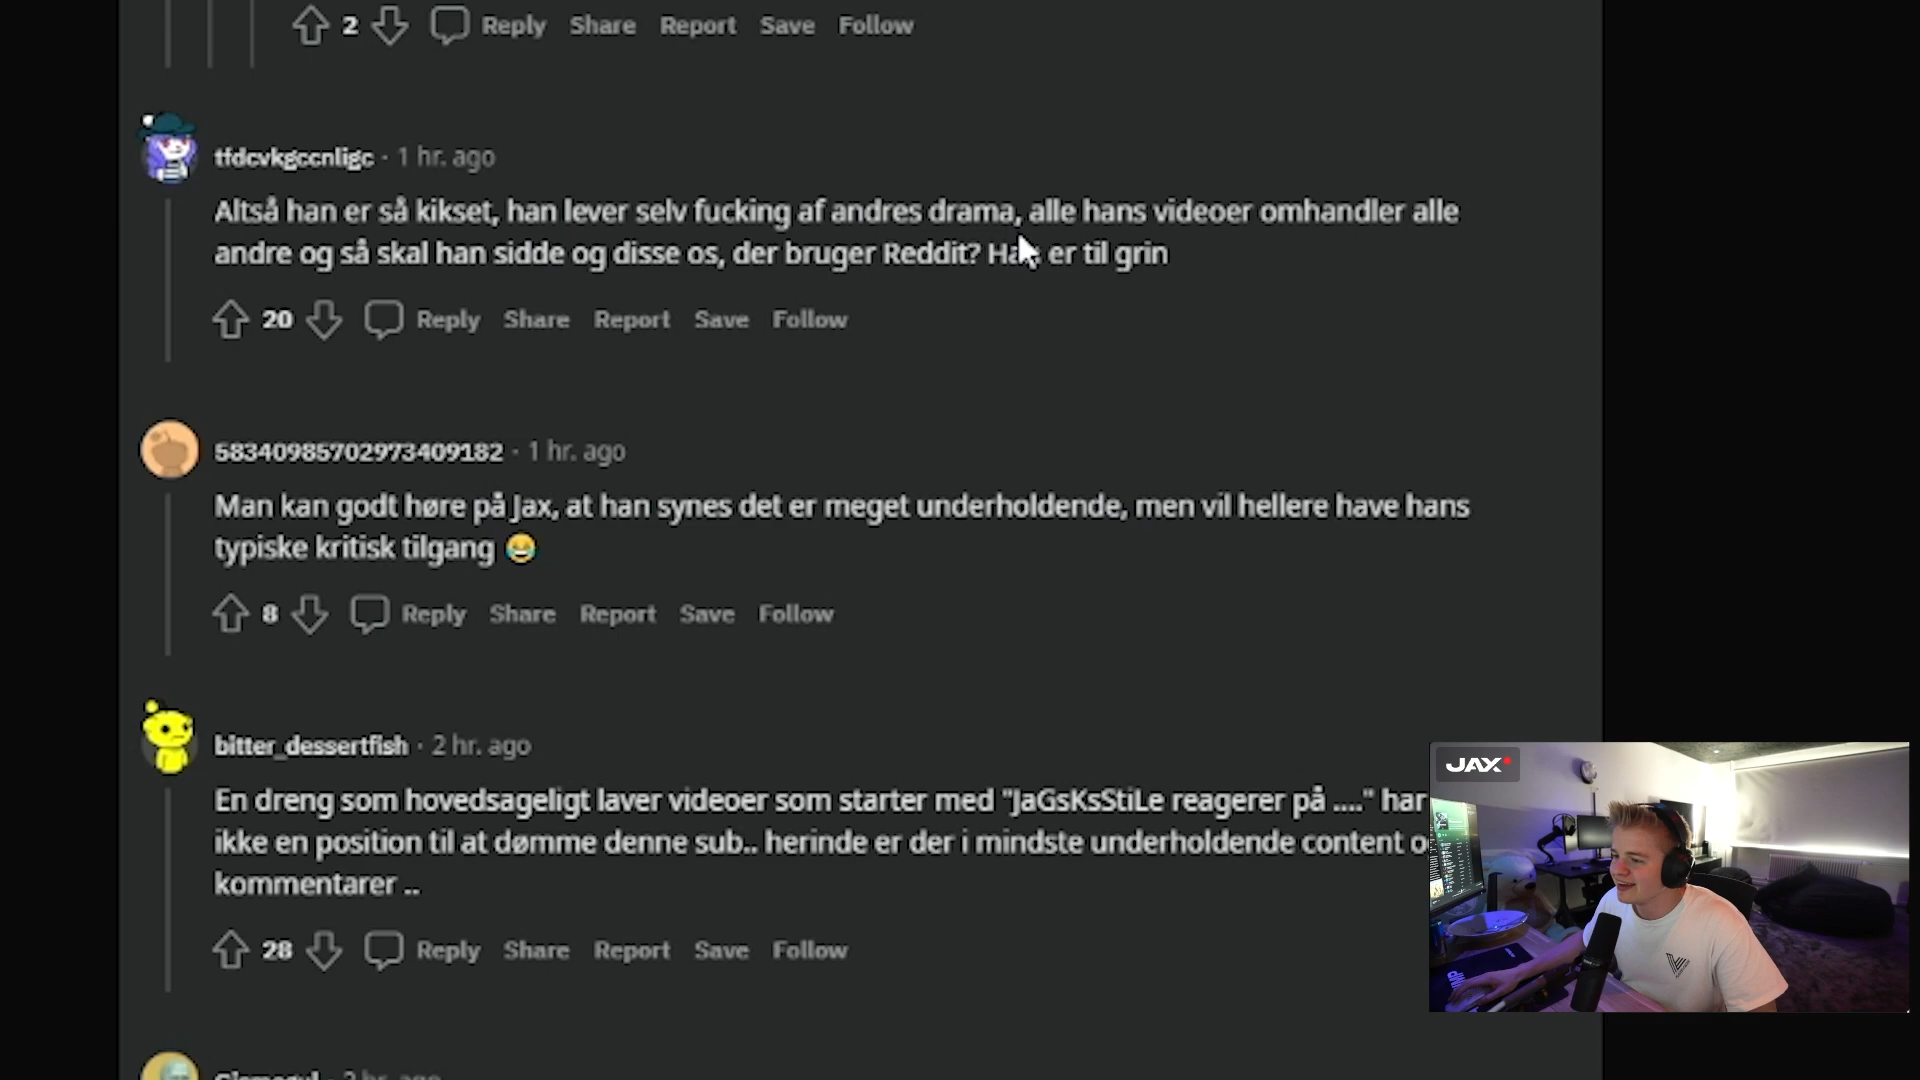 2 Reply Share Report Save Follow
tfdcvkgccnligc · 1 hr. ago
Altså han er så kikset, han lever selv fucking af andres drama, alle hans videoer omhandler alle
andre og så skal han sidde og disse os, der bruger Reddit? Han er til grin
20 Reply Share Report Save Follow
58340985702973409182 · 1 hr. ago
Man kan godt høre på Jax, at han synes det er meget underholdende, men vil hellere have hans
typiske kritisk tilgang 😂
8 Reply Share Report Save Follow
bitter_dessertfish · 2 hr. ago
En dreng som hovedsageligt laver videoer som starter med "JaGsKsStiLe reagerer på ...." har
ikke en position til at dømme denne sub.. herinde er der i mindste underholdende content
kommentarer ..
28 Reply Share Report Save Follow
JAX